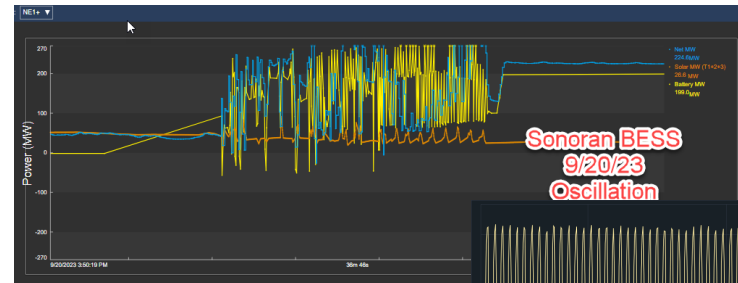 : NE1+ ▼
270
200
100
0
-100
-200
-270
Power (MW)
9/20/2023 3:50:19 PM
36m 46s
Net MW
224.6MW
Solar MW (T1+2+3)
26.6 MW
Battery MW
199.0MW
Sonoran BESS
9/20/23
Oscillation